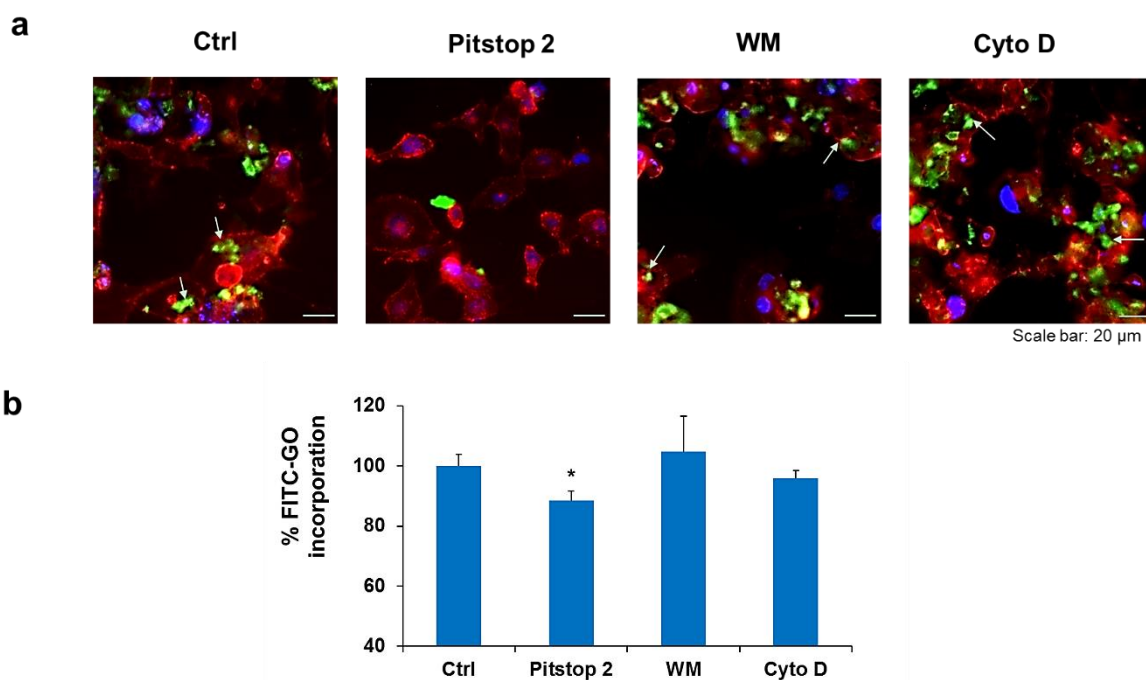 a
Ctrl
Pitstop 2
WM
Cyto D
Scale bar: 20 μm
b
% FITC-GO
incorporation
120
100
80
60
40
*
Ctrl
Pitstop 2
WM
Cyto D